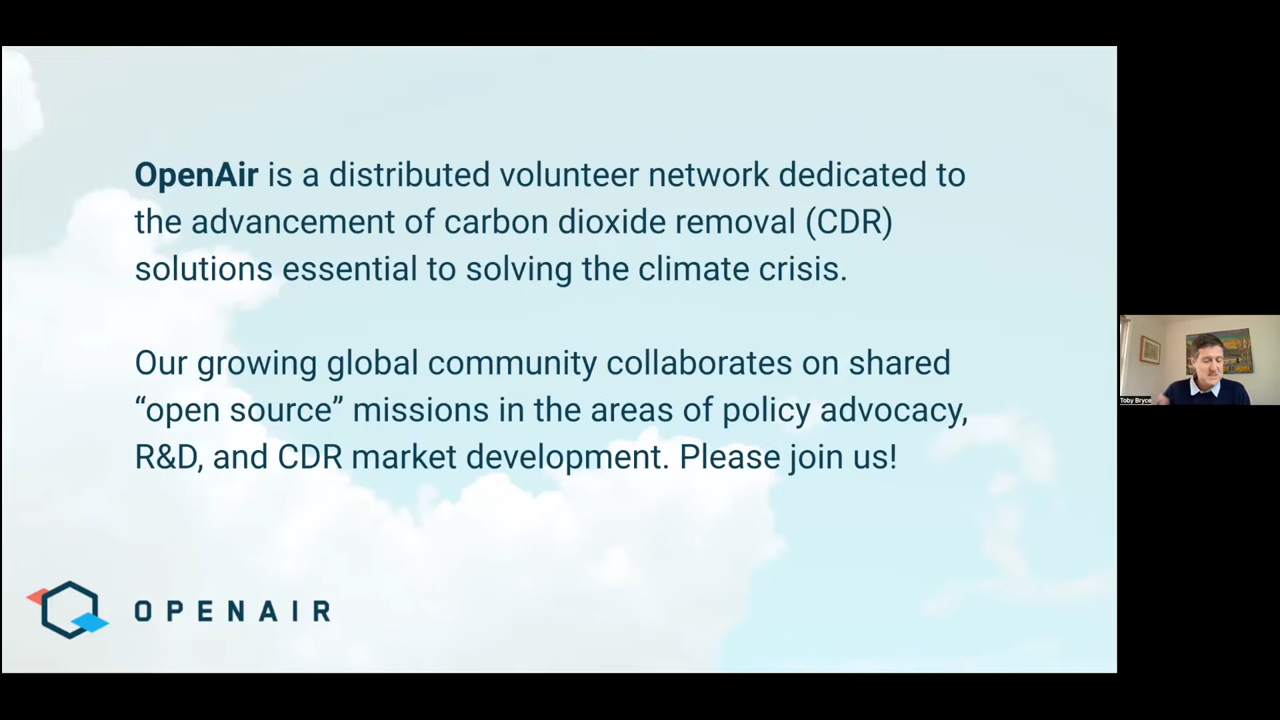 OpenAir is a distributed volunteer network dedicated to
the advancement of carbon dioxide removal (CDR)
solutions essential to solving the climate crisis.
Our growing global community collaborates on shared
“open source” missions in the areas of policy advocacy,
R&D, and CDR market development. Please join us!
OPENAIR
Toby Bryce